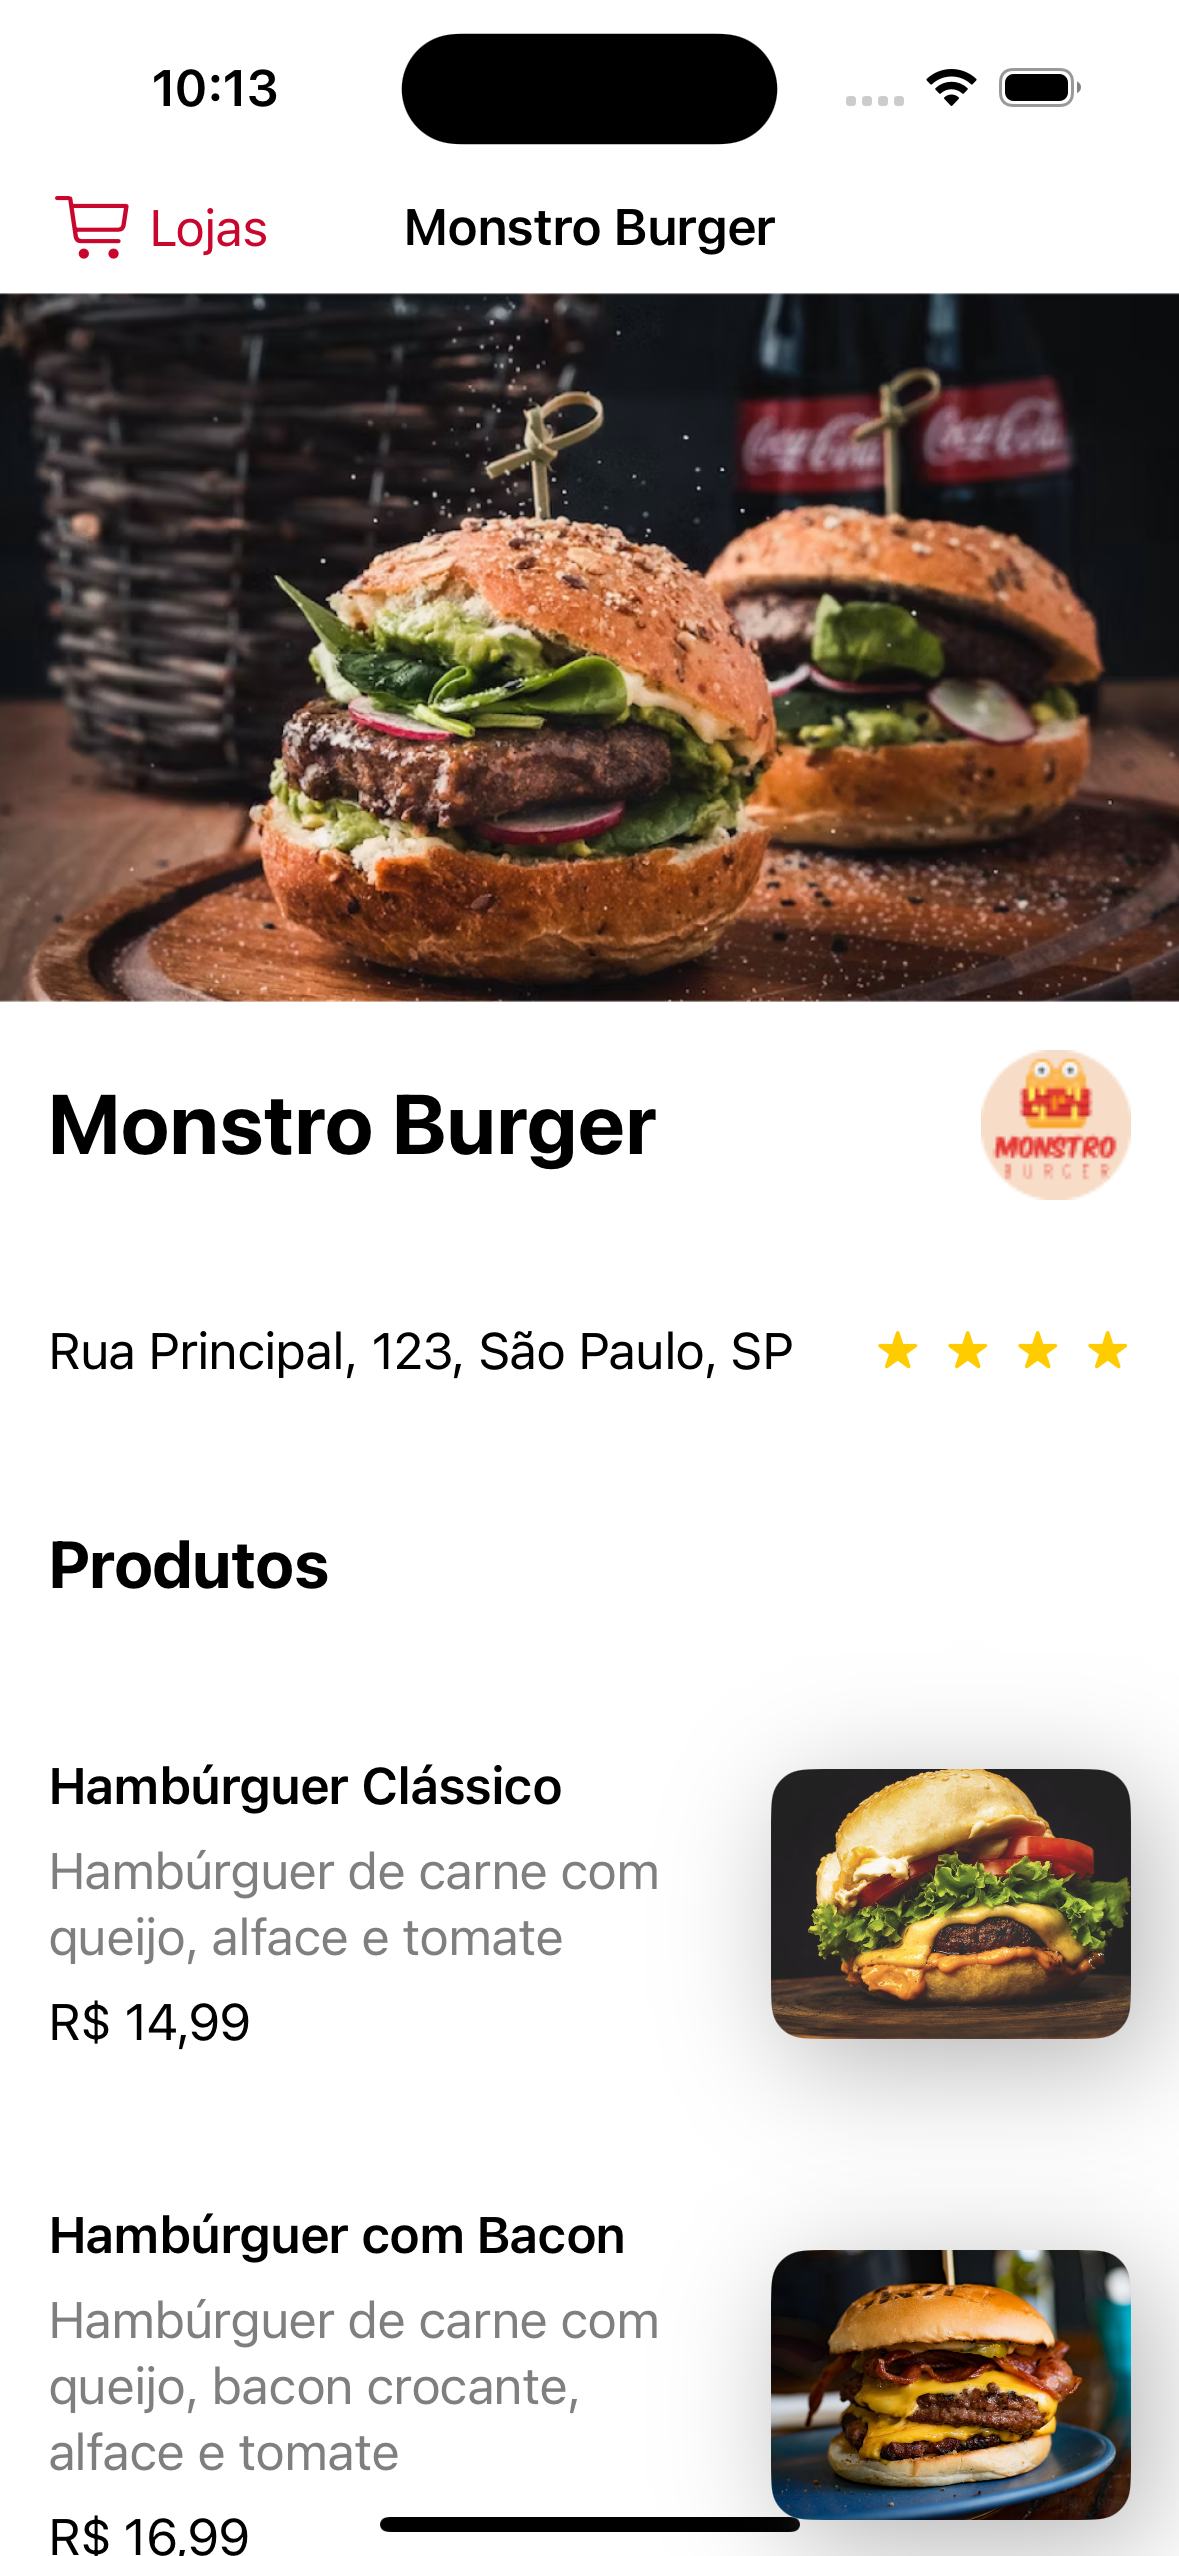 10:13
Lojas
Monstro Burger
Coca-Cola Coca-Cola
Monstro Burger
MONSTRO
BURGER
Rua Principal, 123, São Paulo, SP
Produtos
Hambúrguer Clássico
Hambúrguer de carne com
queijo, alface e tomate
R$ 14,99
Hambúrguer com Bacon
Hambúrguer de carne com
queijo, bacon crocante,
alface e tomate
R$ 16,99